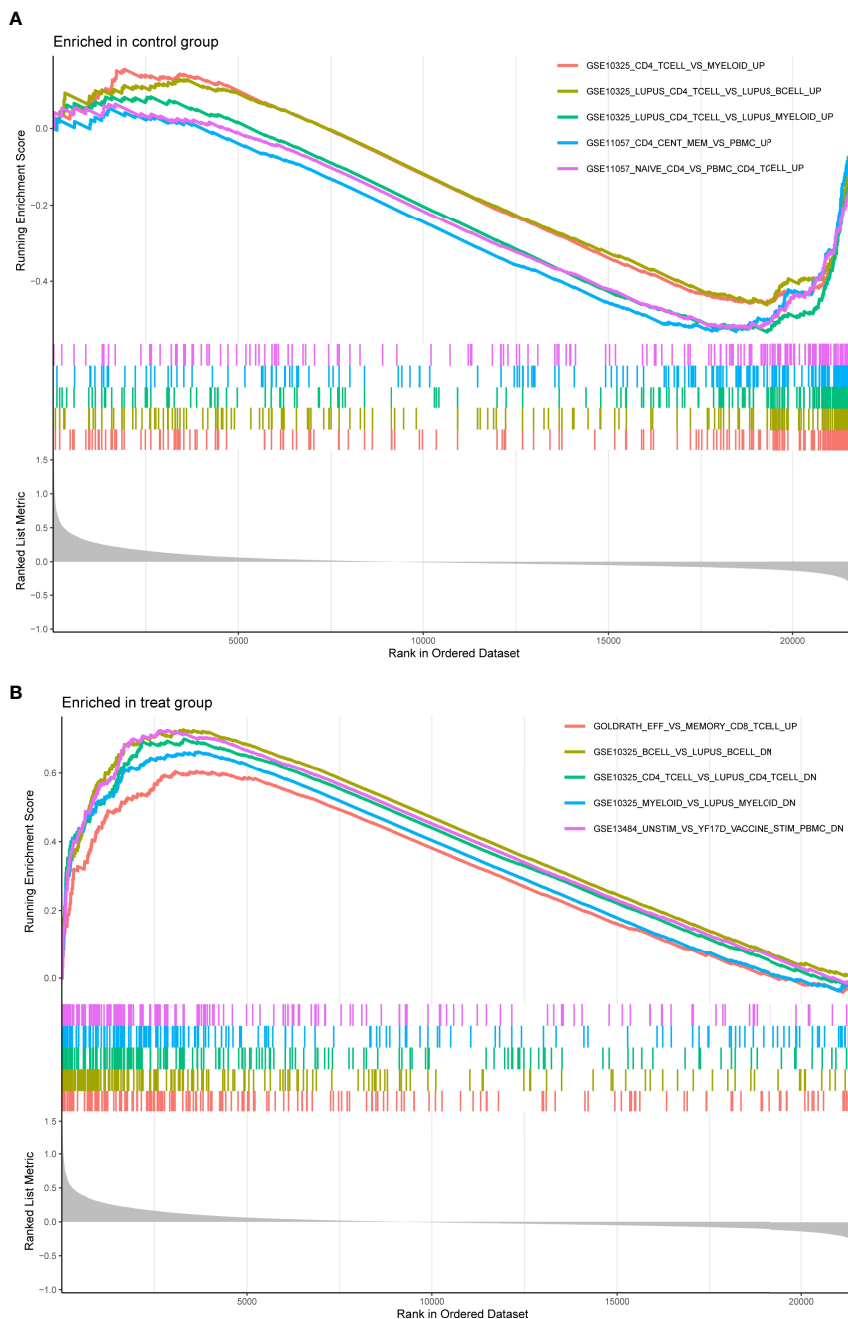 A
Enriched in control group
GSE10325_CD4_TCELL_VS_MYELOID_UP
GSE10325_LUPUS_CD4_TCELL_VS_LUPUS_BCELL_UP
GSE10325_LUPUS_CD4_TCELL_VS_LUPUS_MYELOID_UP
GSE11057_CD4_CENT_MEM_VS_PBMC_UP
GSE11057_NAIVE_CD4_VS_PBMC_CD4_TCELL_UP
Running Enrichment Score
0.0
−0.2
−0.4
Ranked List Metric
1.5
1.0
0.5
0.0
−0.5
−1.0
5000 10000 15000 20000
Rank in Ordered Dataset
B
Enriched in treat group
GOLDRATH_EFF_VS_MEMORY_CD8_TCELL_UP
GSE10325_BCELL_VS_LUPUS_BCELL_DN
GSE10325_CD4_TCELL_VS_LUPUS_CD4_TCELL_DN
GSE10325_MYELOID_VS_LUPUS_MYELOID_DN
GSE13484_UNSTIM_VS_YF17D_VACCINE_STIM_PBMC_DN
Running Enrichment Score
0.6
0.4
0.2
0.0
Ranked List Metric
1.5
1.0
0.5
0.0
−0.5
−1.0
5000 10000 15000 20000
Rank in Ordered Dataset